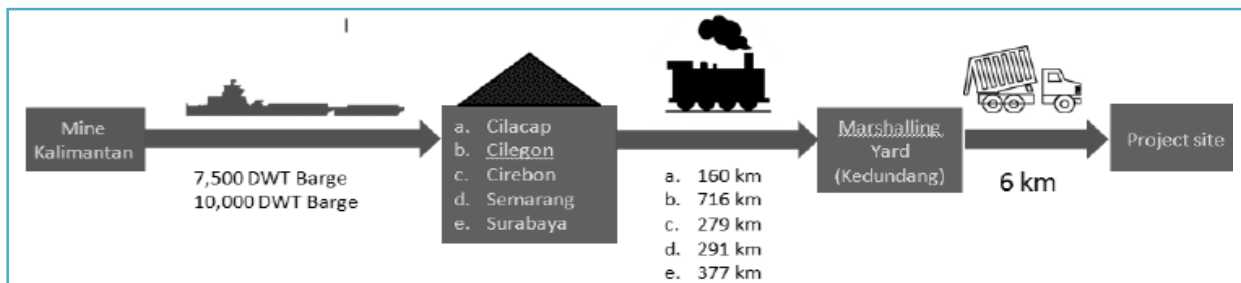 Mine
Kalimantan
7,500 DWT Barge
10,000 DWT Barge
a. Cilacap
b. Cilegon
c. Cirebon
d. Semarang
e. Surabaya
a. 160 km
b. 716 km
c. 279 km
d. 291 km
e. 377 km
Marshalling
Yard
(Kedundang)
6 km
Project site